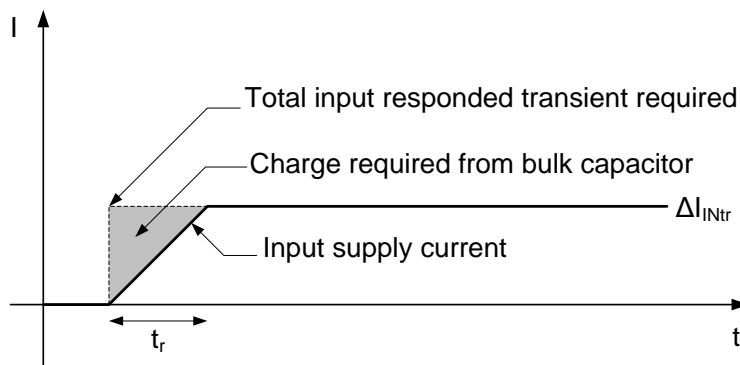 I
Total input responded transient required
Charge required from bulk capacitor
ΔI_INtr
Input supply current
t_r
t